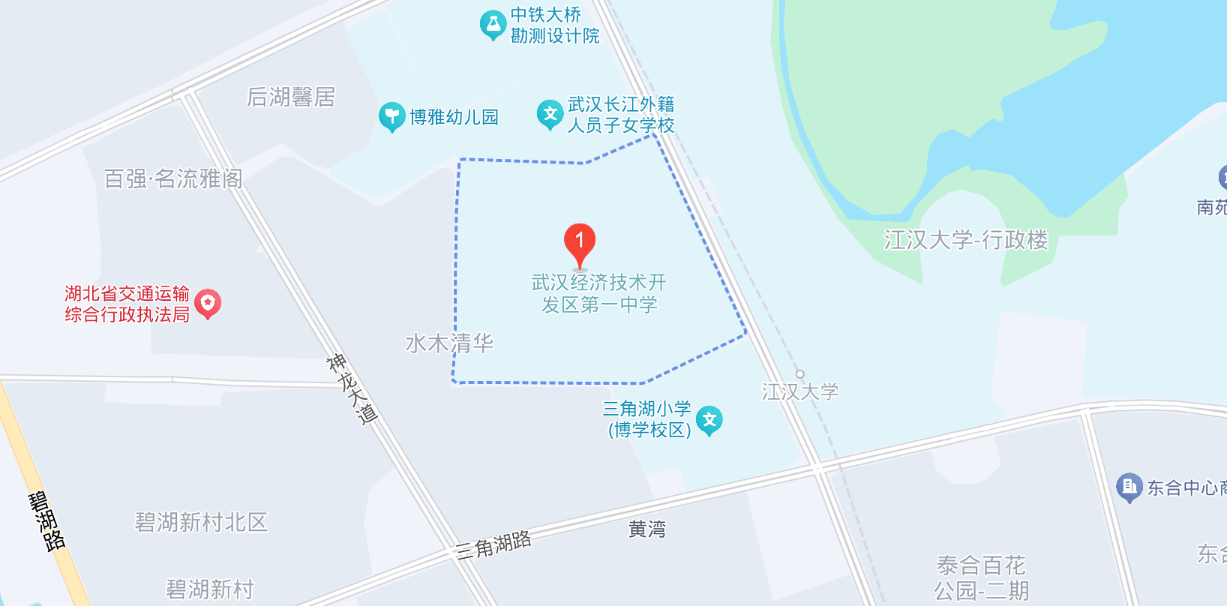 中铁大桥
勘测设计院
后湖馨居
博雅幼儿园
武汉长江外籍
人员子女学校
百强·名流雅阁
南苑
江汉大学-行政楼
1
武汉经济技术开
发区第一中学
湖北省交通运输
综合行政执法局
水木清华
神龙大道
江汉大学
三角湖小学
(博学校区)
碧湖路
东合中心商
碧湖新村北区
黄湾
三角湖路
东合
泰合百花
公园-二期
碧湖新村